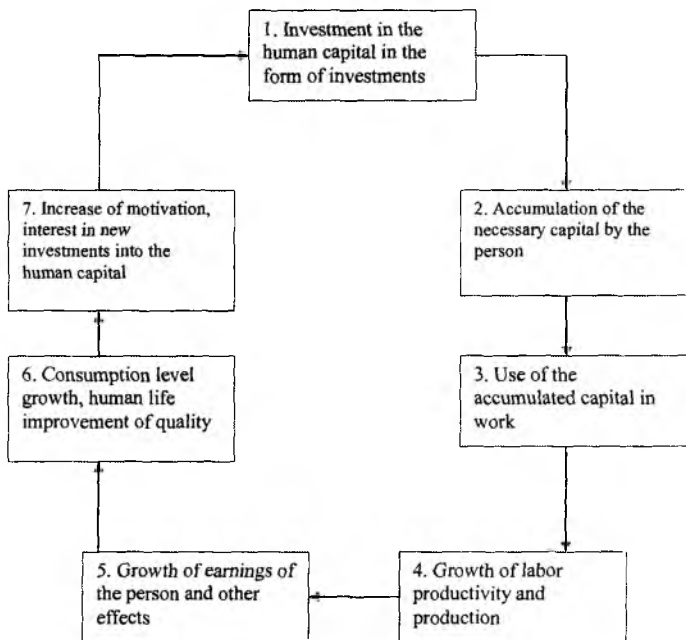 1. Investment in the
human capital in the
form of investments
2. Accumulation of the
necessary capital by the
person
3. Use of the
accumulated capital in
work
4. Growth of labor
productivity and
production
5. Growth of earnings of
the person and other
effects
6. Consumption level
growth, human life
improvement of quality
7. Increase of motivation,
interest in new
investments into the
human capital